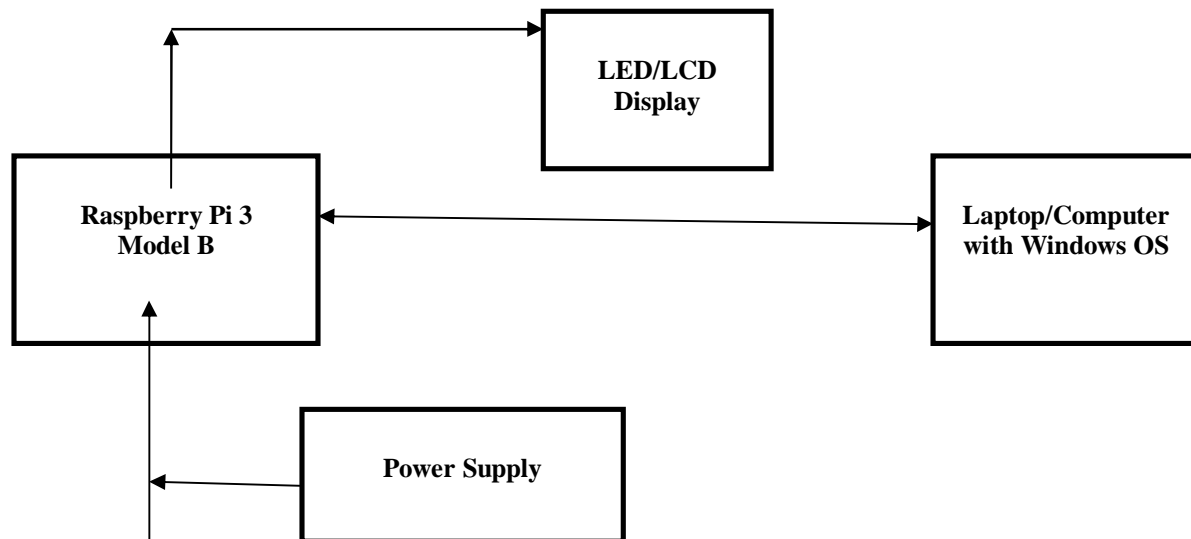 LED/LCD
Display
Raspberry Pi 3
Model B
Laptop/Computer
with Windows OS
Power Supply